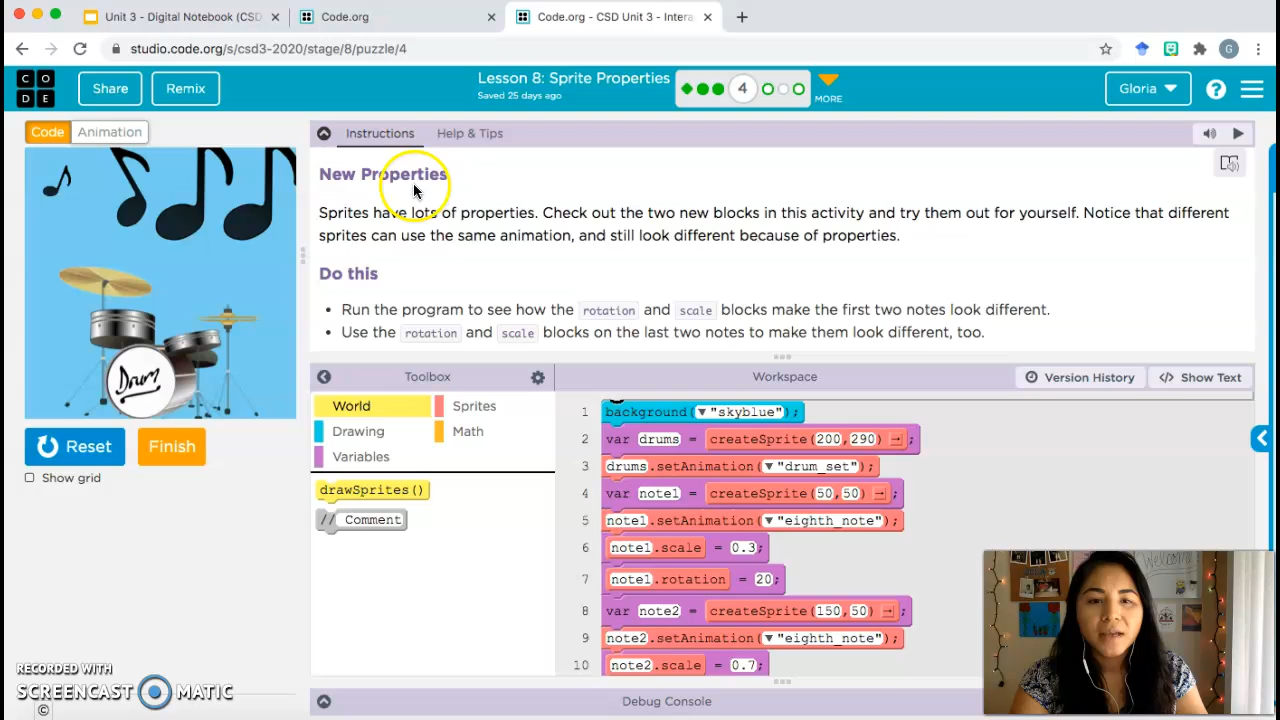 Unit 3 - Digital Notebook (CSD
Code.org
Code.org - CSD Unit 3 - Intera
studio.code.org/s/csd3-2020/stage/8/puzzle/4
G
C O
D E
Share
Remix
Lesson 8: Sprite Properties
Saved 25 days ago
4
MORE
Gloria
?
Code
Animation
Instructions
Help & Tips
New Properties
Sprites have lots of properties. Check out the two new blocks in this activity and try them out for yourself. Notice that different
sprites can use the same animation, and still look different because of properties.
Do this
• Run the program to see how the rotation and scale blocks make the first two notes look different.
• Use the rotation and scale blocks on the last two notes to make them look different, too.
Drum
Reset
Finish
Show grid
Toolbox
World
Sprites
Drawing
Math
Variables
drawSprites()
// Comment
Workspace
Version History
</> Show Text
1 background("skyblue");
2 var drums = createSprite(200,290);
3 drums.setAnimation("drum_set");
4 var note1 = createSprite(50,50);
5 note1.setAnimation("eighth_note");
6 note1.scale = 0.3;
7 note1.rotation = 20;
8 var note2 = createSprite(150,50);
9 note2.setAnimation("eighth_note");
10 note2.scale = 0.7;
Debug Console
Welcome
RECORDED WITH
SCREENCAST MATIC
©